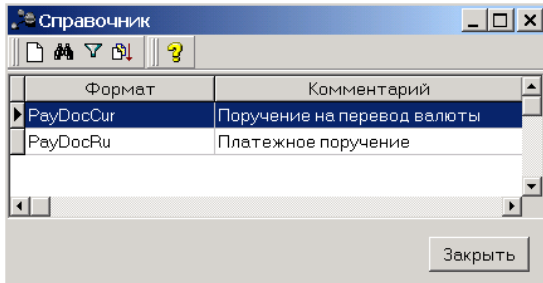 Справочник
Формат Комментарий
PayDocCur Поручение на перевод валюты
PayDocRu Платежное поручение
Закрыть